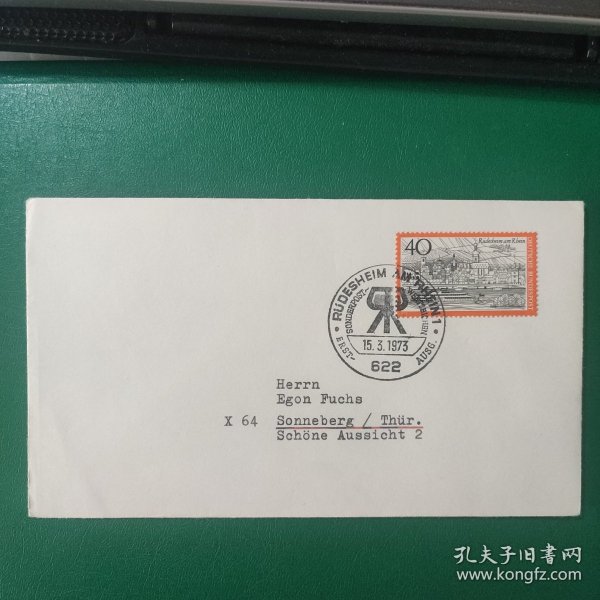 40
Rüdesheim am Rhein
RÜDESHEIM AM RHEIN 1
SONDERPOST-
15.3.1973
ERST-
AUSG.
622
Herrn
Egon Fuchs
X 64 Sonneberg / Thür.
Schöne Aussicht 2
孔夫子旧书网
www.kongfz.com